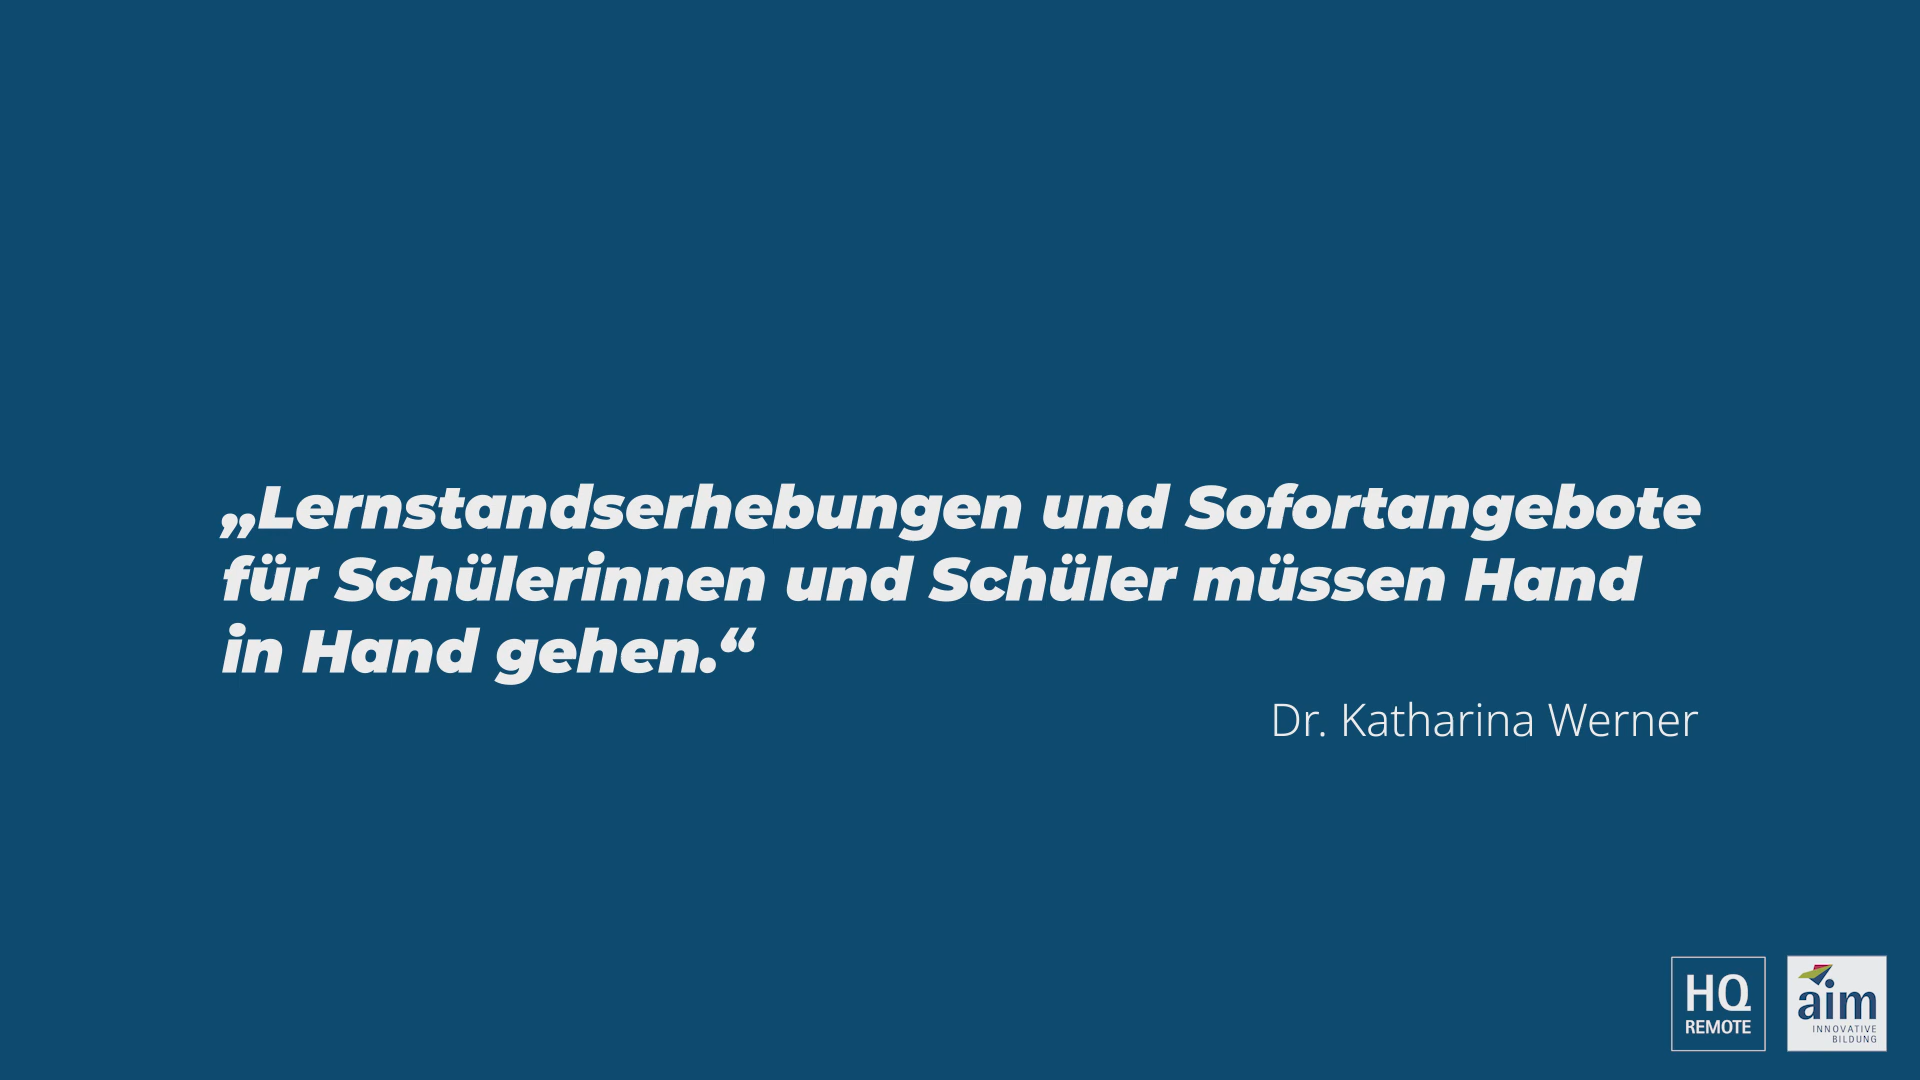 „Lernstandserhebungen und Sofortangebote
für Schülerinnen und Schüler müssen Hand
in Hand gehen.“
Dr. Katharina Werner
HQ
REMOTE
aim
INNOVATIVE
BILDUNG